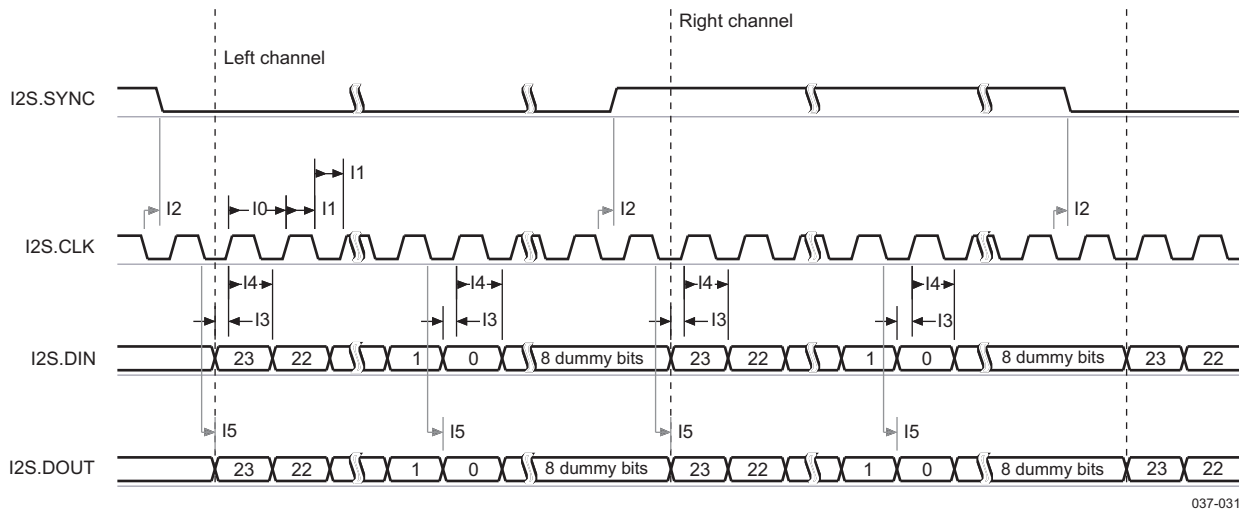 Right channel
Left channel
I2S.SYNC
I1
I2 I0 I1 I2 I2
I2S.CLK
I4 I4 I4 I4
I3 I3 I3 I3
I2S.DIN 23 22 1 0 8 dummy bits 23 22 1 0 8 dummy bits 23 22
I5 I5 I5 I5
I2S.DOUT 23 22 1 0 8 dummy bits 23 22 1 0 8 dummy bits 23 22
037-031